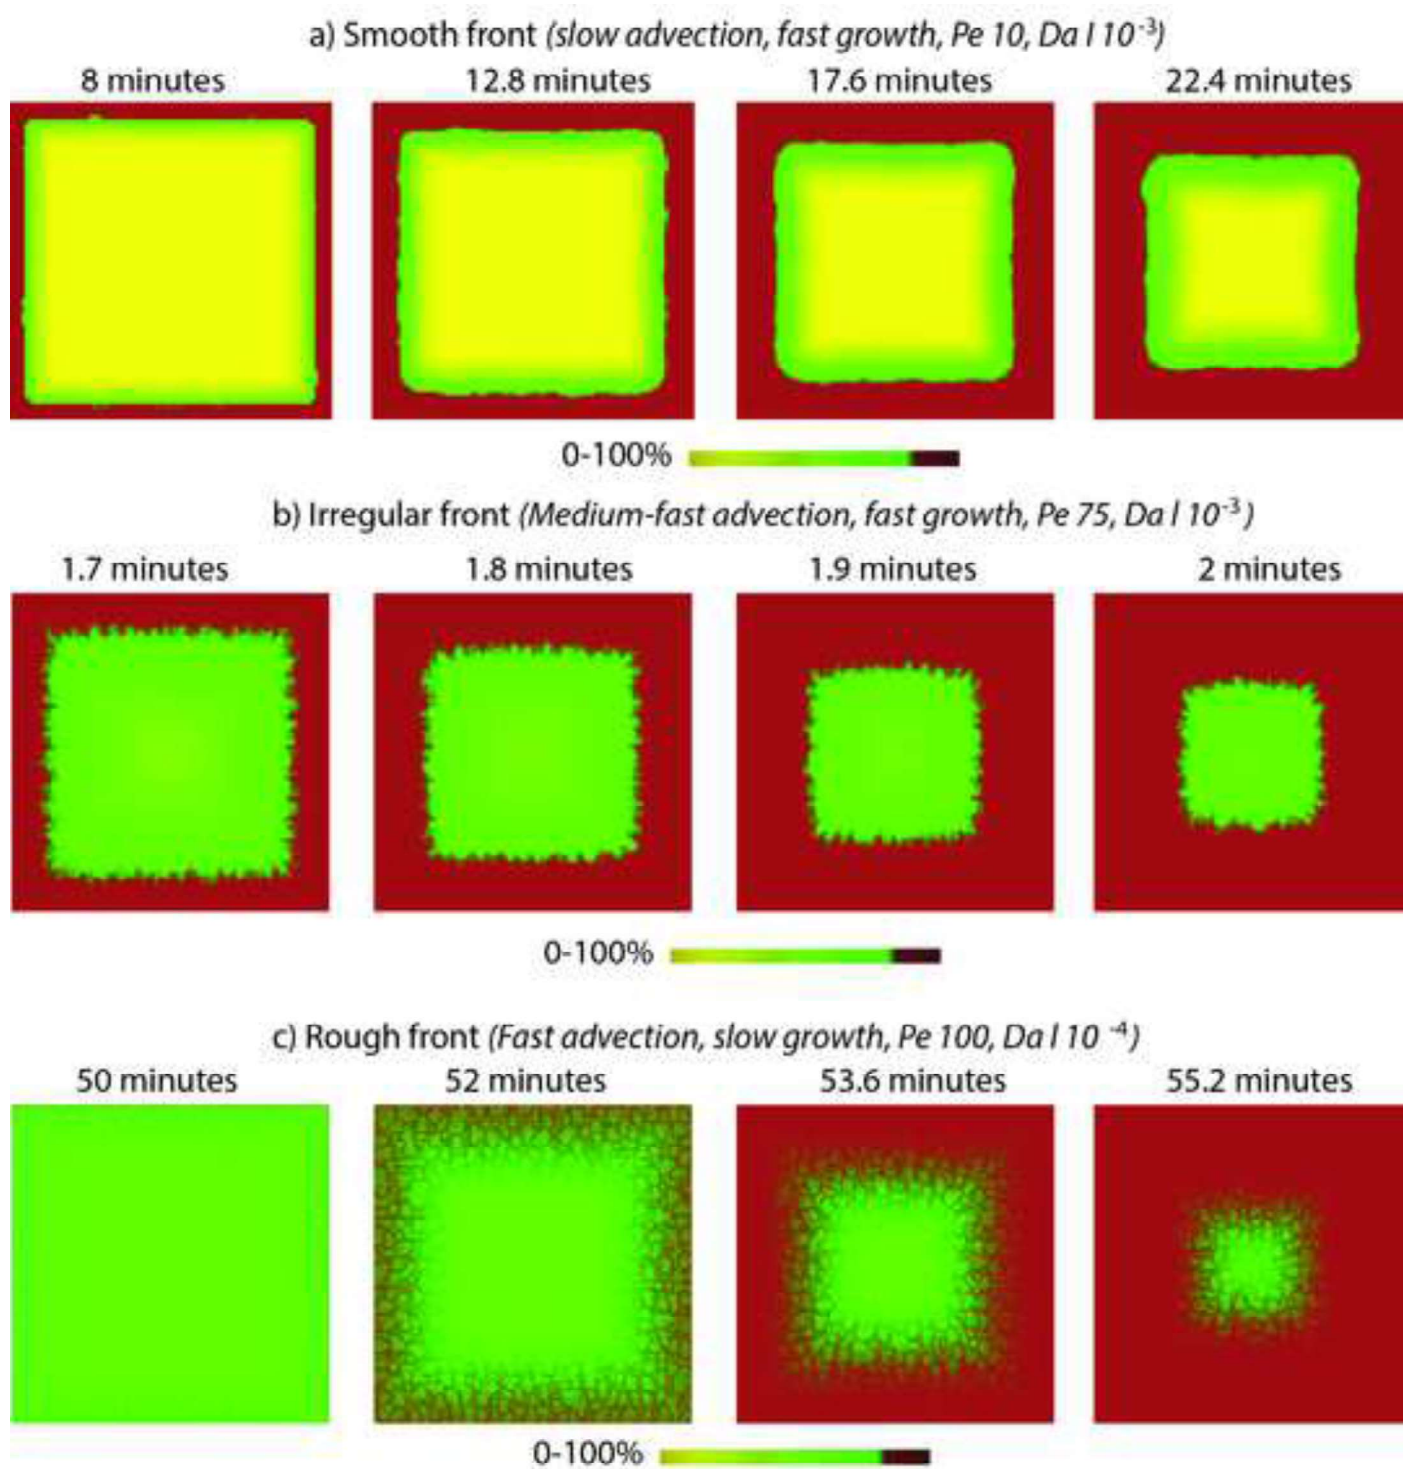 a) Smooth front (slow advection, fast growth, Pe 10, Da I 10⁻³)
8 minutes 12.8 minutes 17.6 minutes 22.4 minutes
0-100%
b) Irregular front (Medium-fast advection, fast growth, Pe 75, Da I 10⁻³)
1.7 minutes 1.8 minutes 1.9 minutes 2 minutes
0-100%
c) Rough front (Fast advection, slow growth, Pe 100, Da I 10⁻⁴)
50 minutes 52 minutes 53.6 minutes 55.2 minutes
0-100%